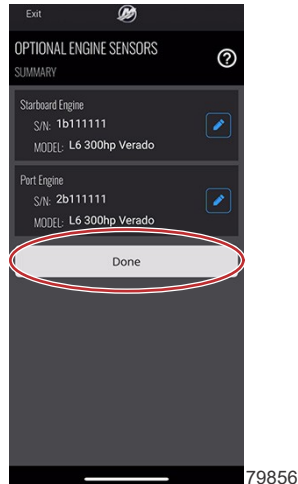 Exit
OPTIONAL ENGINE SENSORS
SUMMARY
Starboard Engine
S/N: 1b111111
MODEL: L6 300hp Verado
Port Engine
S/N: 2b111111
MODEL: L6 300hp Verado
Done
79856